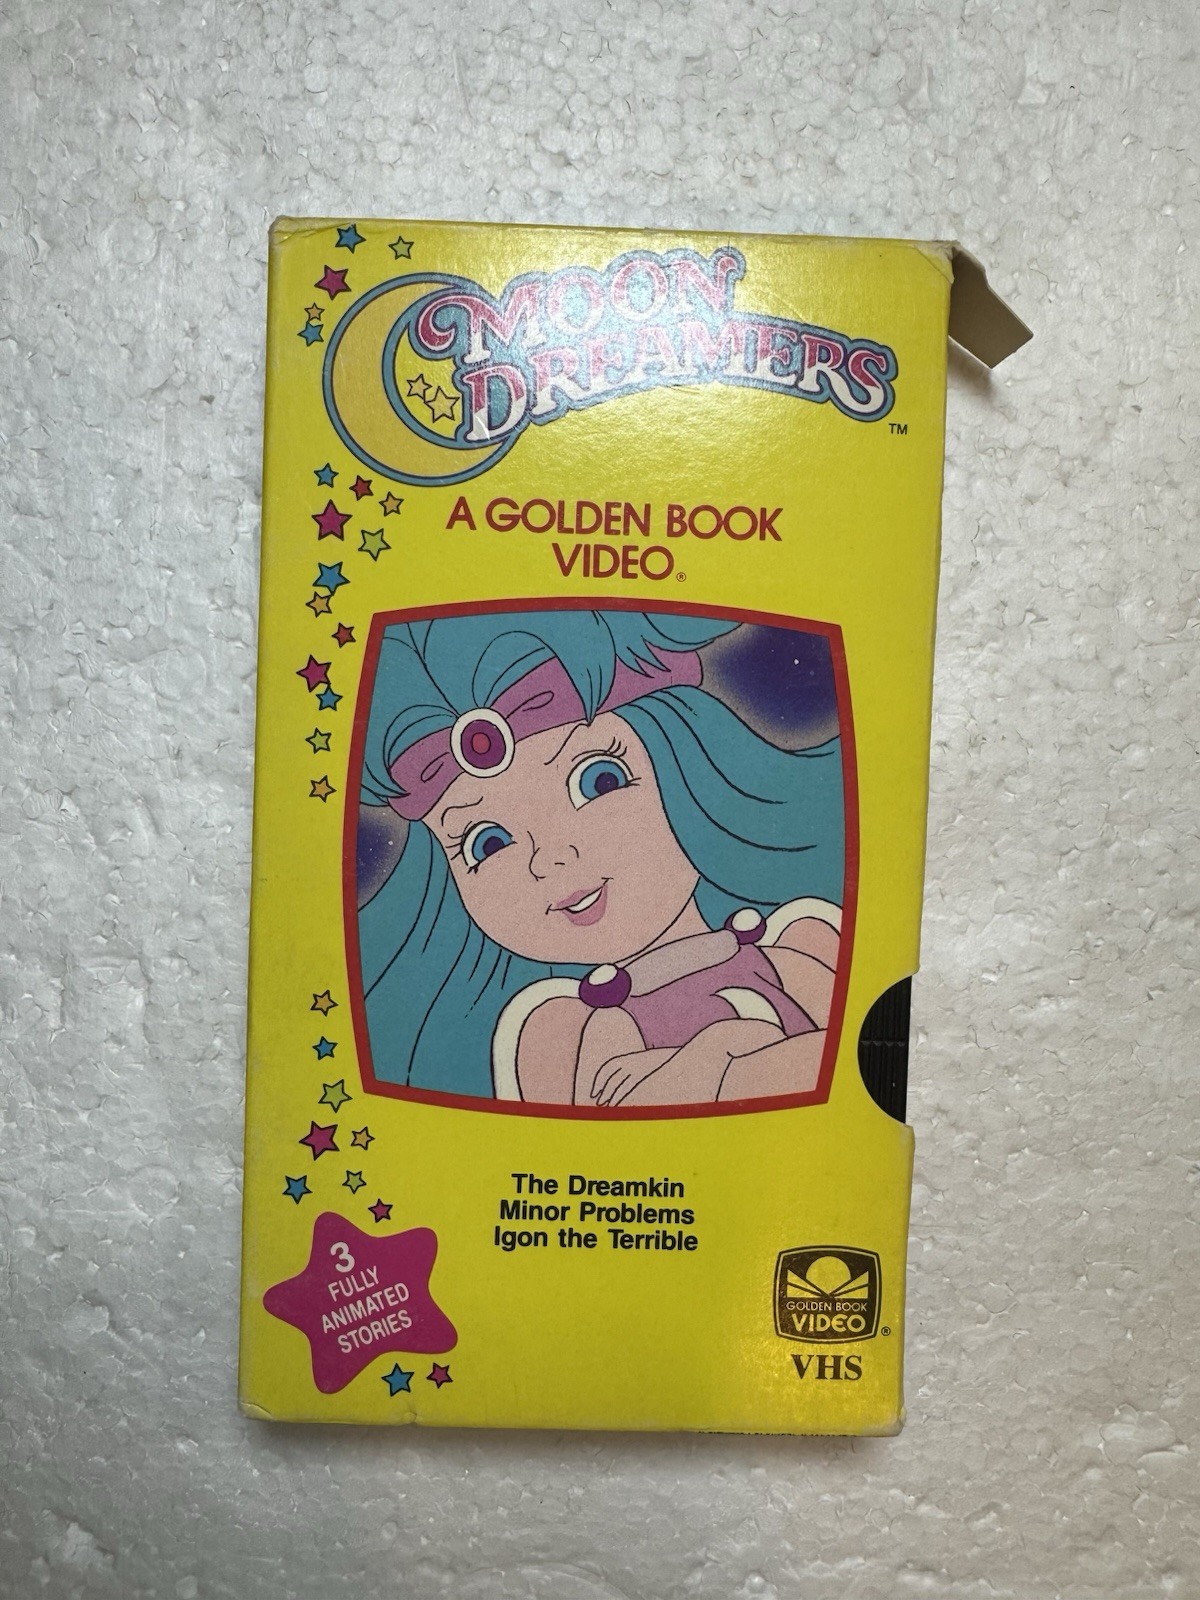 MOON
DREAMERS
TM
A GOLDEN BOOK
VIDEO®
The Dreamkin
Minor Problems
Igon the Terrible
3
FULLY
ANIMATED
STORIES
GOLDEN BOOK
VIDEO®
VHS